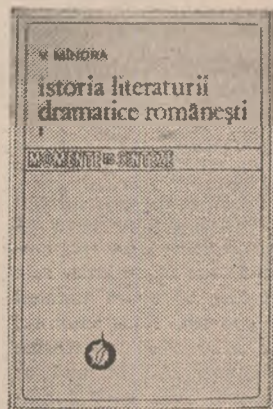 V. MÎNDRA
istoria literaturii
dramatice românești
I
MOMENTE ȘI SINTEZE